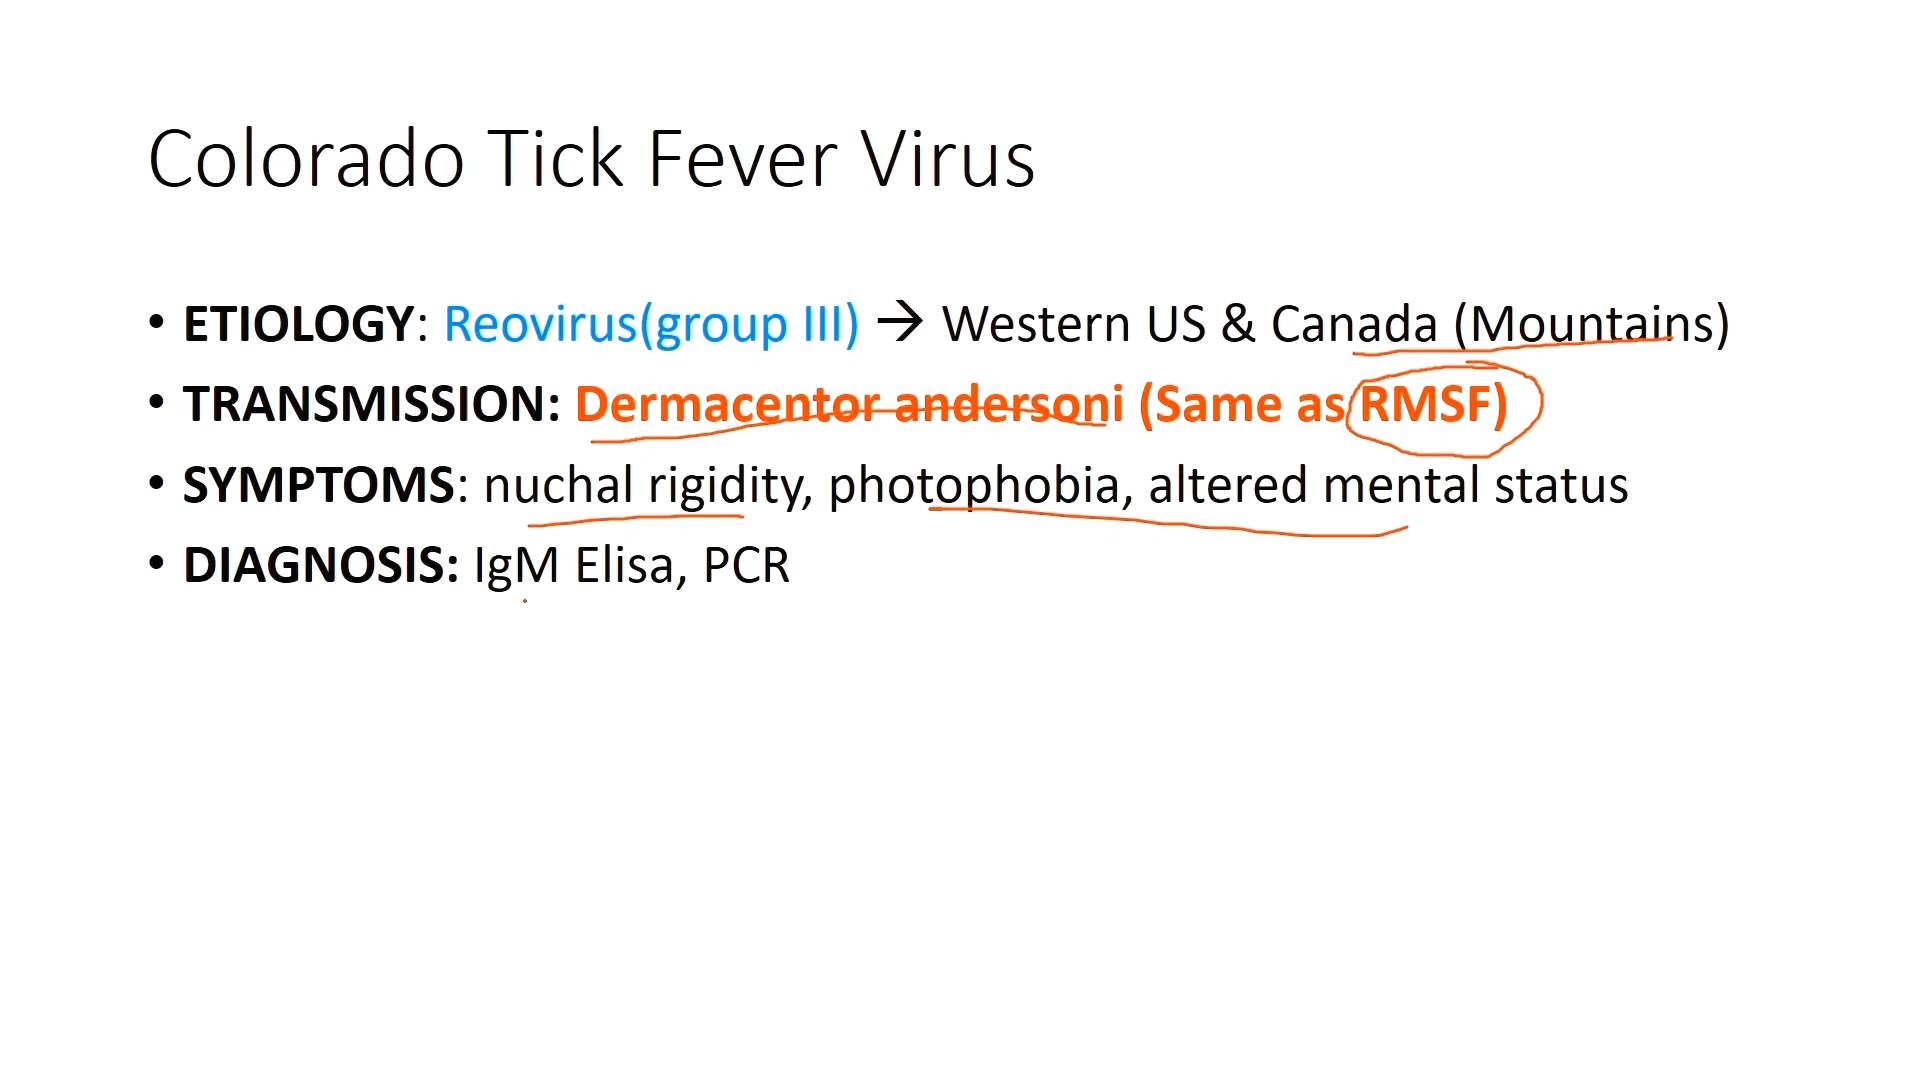 Colorado Tick Fever Virus
• ETIOLOGY: Reovirus(group III) → Western US & Canada (Mountains)
• TRANSMISSION: Dermacentor andersoni (Same as RMSF)
• SYMPTOMS: nuchal rigidity, photophobia, altered mental status
• DIAGNOSIS: IgM Elisa, PCR